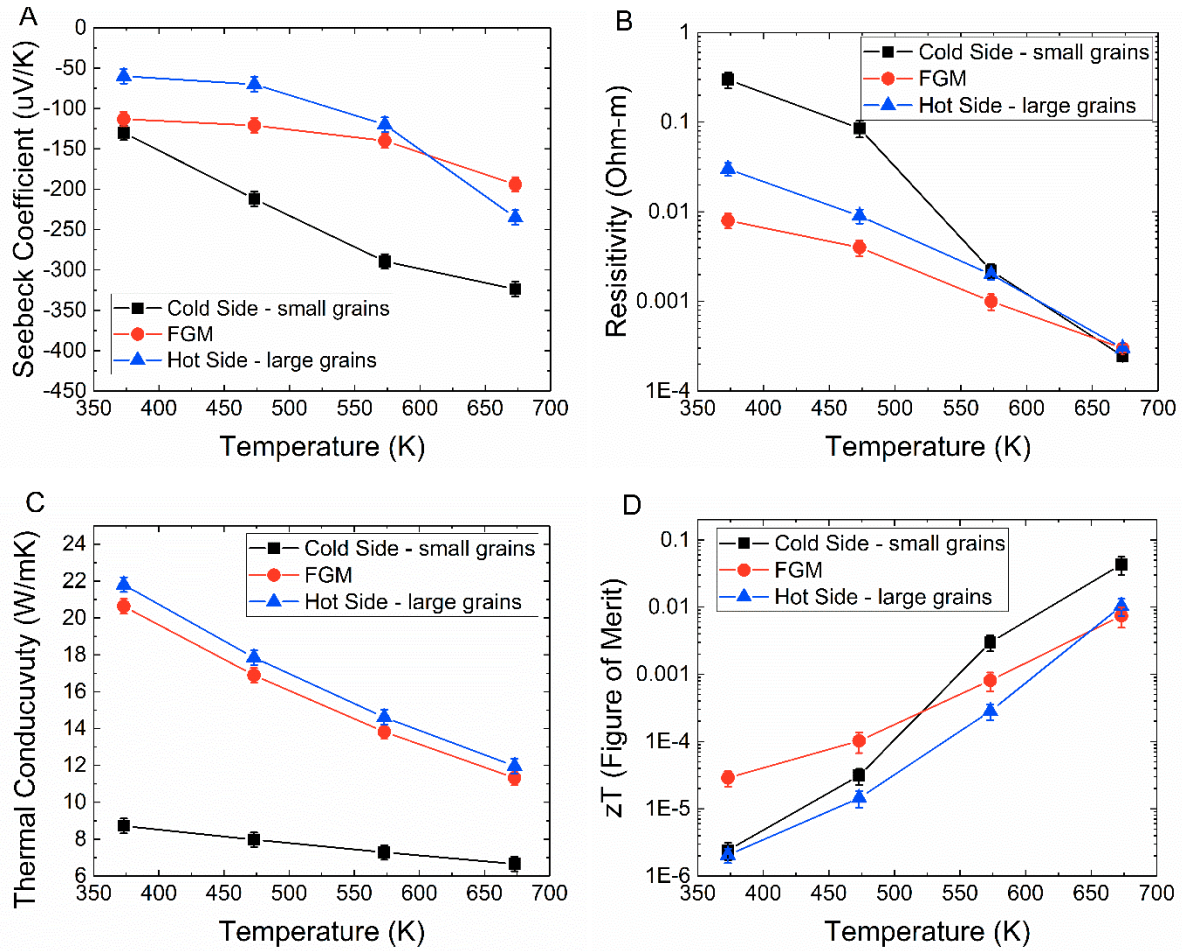 A
0
-50
-100
-150
-200
-250
-300
-350
-400
-450
Seebeck Coefficient (uV/K)
Cold Side - small grains
FGM
Hot Side - large grains
350 400 450 500 550 600 650 700
Temperature (K)
B
1
0.1
0.01
0.001
1E-4
Resisitivity (Ohm-m)
Cold Side - small grains
FGM
Hot Side - large grains
350 400 450 500 550 600 650 700
Temperature (K)
C
24
22
20
18
16
14
12
10
8
6
Thermal Conducuvuty (W/mK)
Cold Side - small grains
FGM
Hot Side - large grains
350 400 450 500 550 600 650 700
Temperature (K)
D
0.1
0.01
0.001
1E-4
1E-5
1E-6
zT (Figure of Merit)
Cold Side - small grains
FGM
Hot Side - large grains
350 400 450 500 550 600 650 700
Temperature (K)